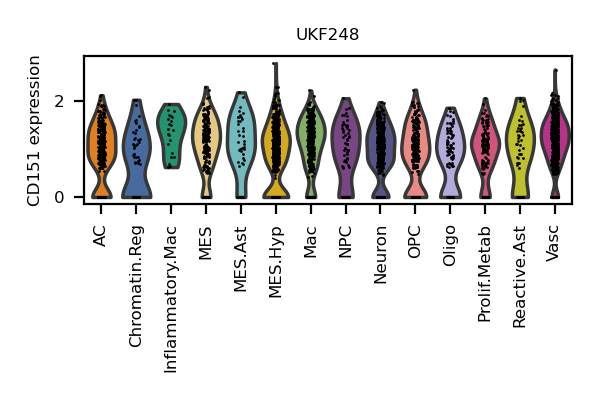 UKF248
CD151 expression
2
0
AC
Chromatin.Reg
Inflammatory.Mac
MES
MES.Ast
MES.Hyp
Mac
NPC
Neuron
OPC
Oligo
Prolif.Metab
Reactive.Ast
Vasc